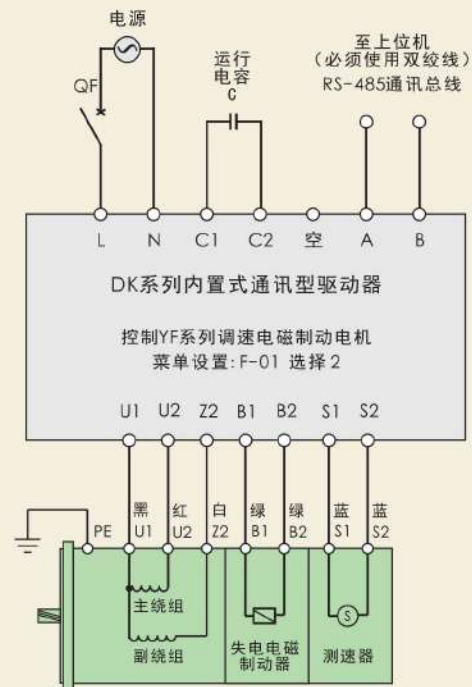 电源
QF
运行
电容
C
至上位机
(必须使用双绞线)
RS-485通讯总线
L N C1 C2 空 A B
DK系列内置式通讯型驱动器
控制YF系列调速电磁制动电机
菜单设置:F-01 选择2
U1 U2 Z2 B1 B2 S1 S2
黑 红 白 绿 绿 蓝 蓝
PE U1 U2 Z2 B1 B2 S1 S2
主绕组
副绕组
失电电磁
制动器
S
测速器